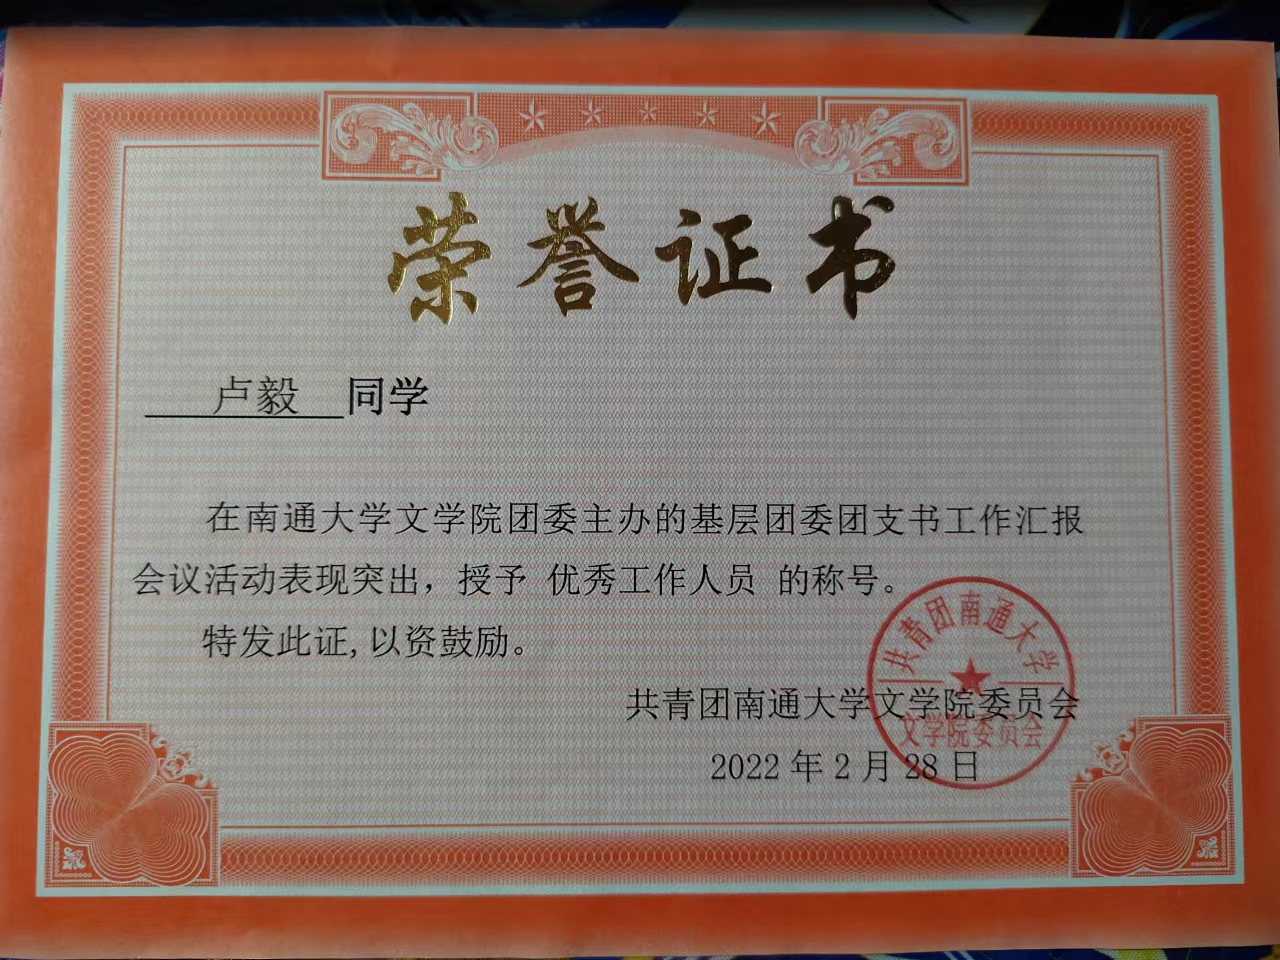 荣誉证书
卢毅 同学
在南通大学文学院团委主办的基层团委团支书工作汇报
会议活动表现突出，授予 优秀工作人员 的称号。
特发此证,以资鼓励。
共青团南通大学文学院委员会
2022年2月28日
共青团南通大学
文学院委员会